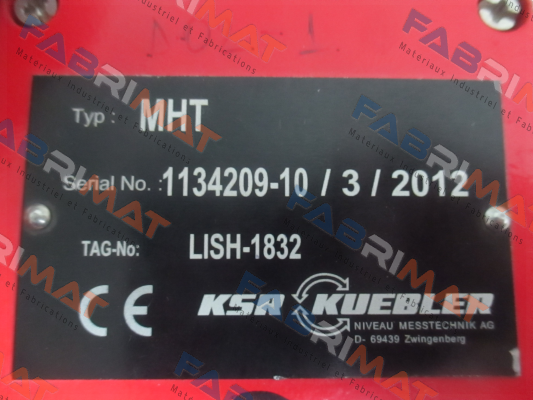 Typ : MHT
Serial No. : 1134209-10 / 3 / 2012
TAG-No: LISH-1832
CE KSR KUEBLER
NIVEAU MESSTECHNIK AG
D- 69439 Zwingenberg
FABRIMAT
Materiaux Industriel et Fabrications